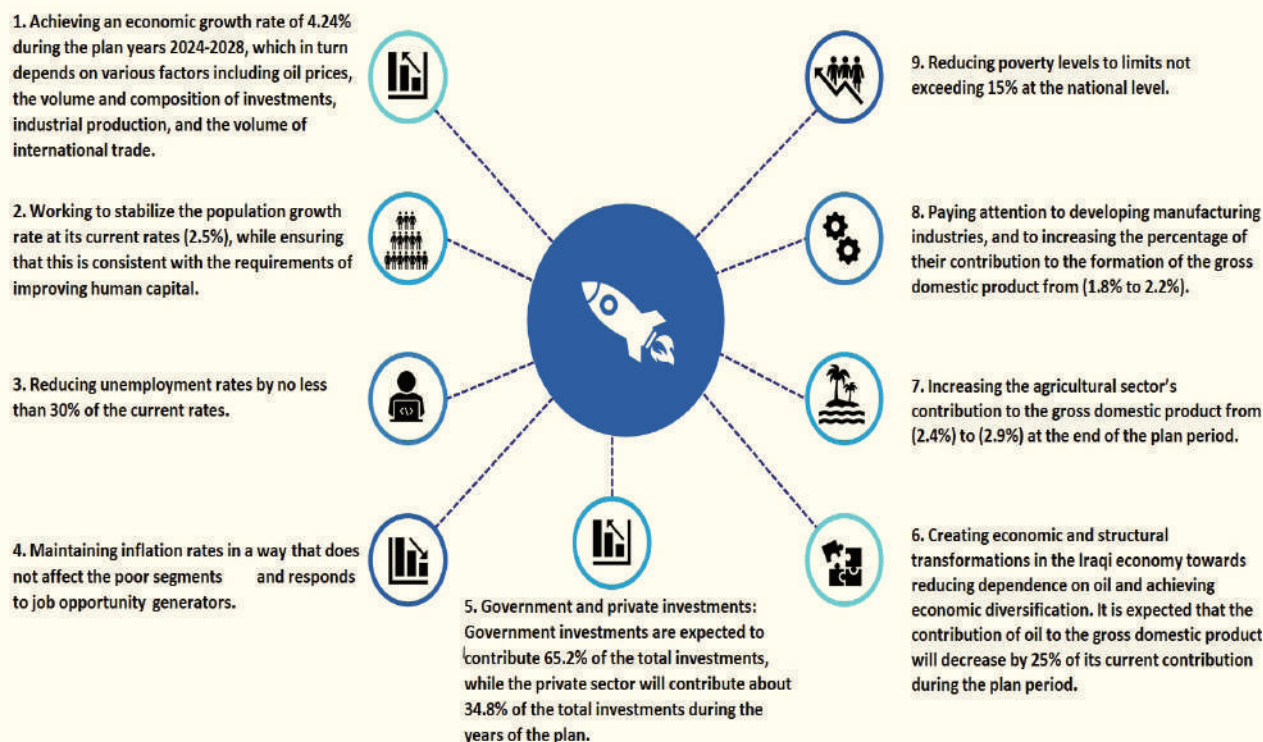 1. Achieving an economic growth rate of 4.24%
during the plan years 2024-2028, which in turn
depends on various factors including oil prices,
the volume and composition of investments,
industrial production, and the volume of
international trade.
2. Working to stabilize the population growth
rate at its current rates (2.5%), while ensuring
that this is consistent with the requirements of
improving human capital.
3. Reducing unemployment rates by no less
than 30% of the current rates.
4. Maintaining inflation rates in a way that does
not affect the poor segments and responds
to job opportunity generators.
5. Government and private investments:
Government investments are expected to
contribute 65.2% of the total investments,
while the private sector will contribute about
34.8% of the total investments during the
years of the plan.
6. Creating economic and structural
transformations in the Iraqi economy towards
reducing dependence on oil and achieving
economic diversification. It is expected that the
contribution of oil to the gross domestic product
will decrease by 25% of its current contribution
during the plan period.
7. Increasing the agricultural sector's
contribution to the gross domestic product from
(2.4%) to (2.9%) at the end of the plan period.
8. Paying attention to developing manufacturing
industries, and to increasing the percentage of
their contribution to the formation of the gross
domestic product from (1.8% to 2.2%).
9. Reducing poverty levels to limits not
exceeding 15% at the national level.